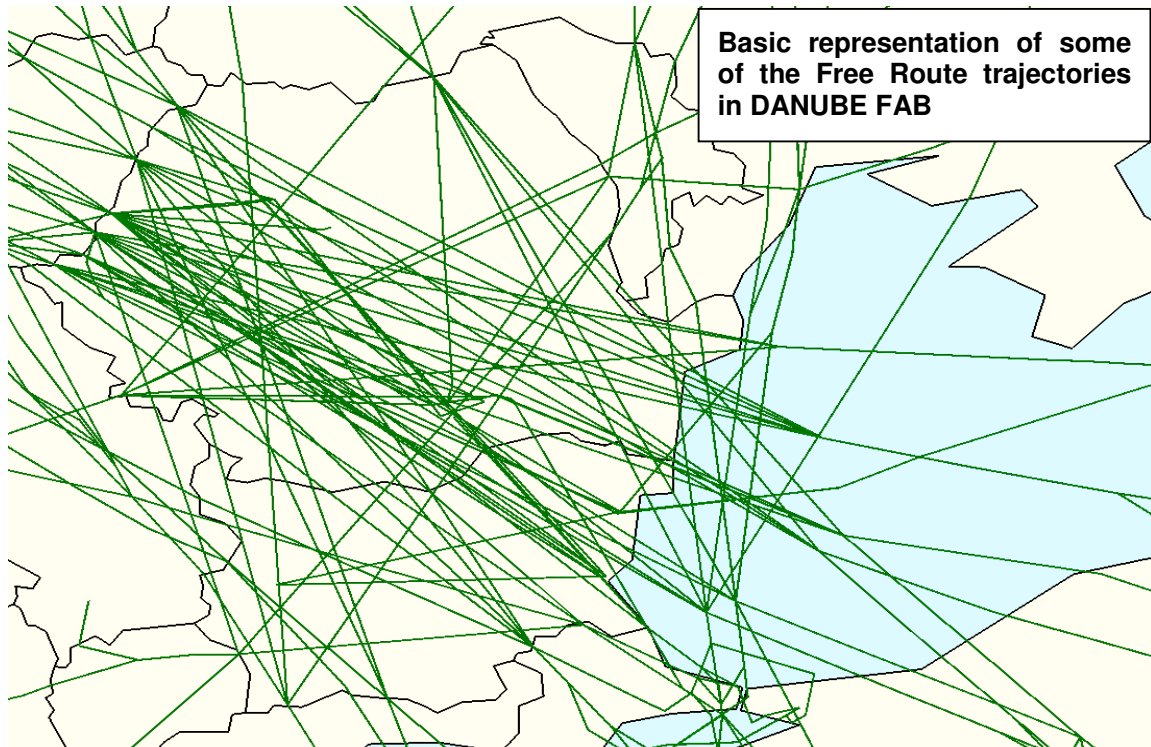 Basic representation of some
of the Free Route trajectories
in DANUBE FAB